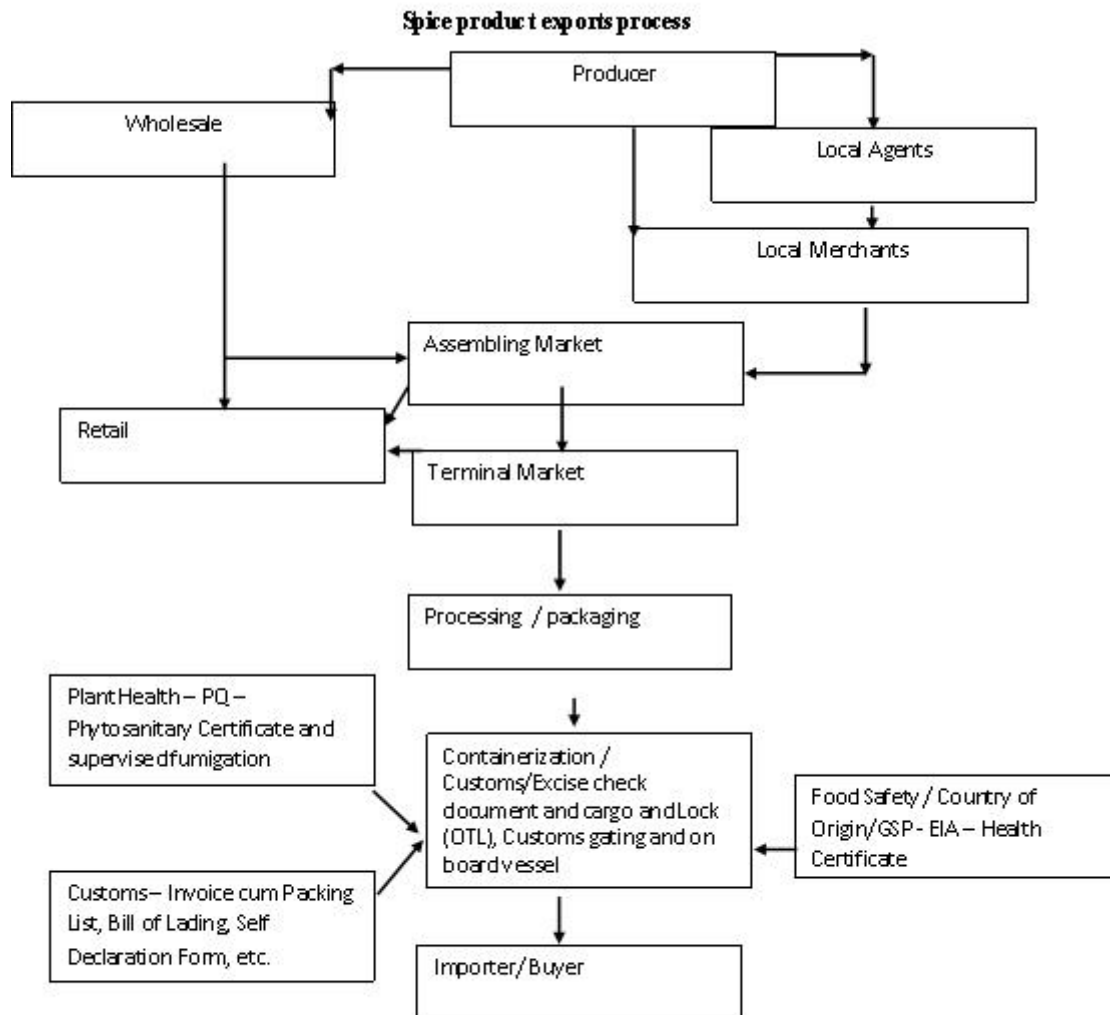 Spice product exports process
Producer
Wholesale
Local Agents
Local Merchants
Assembling Market
Retail
Terminal Market
Processing / packaging
Plant Health – PQ –
Phytosanitary Certificate and
supervised fumigation
Containerization /
Customs/Excise check
document and cargo and Lock
(OTL), Customs gating and on
board vessel
Food Safety / Country of
Origin/GSP - EIA – Health
Certificate
Customs – Invoice cum Packing
List, Bill of Lading, Self
Declaration Form, etc.
Importer/ Buyer